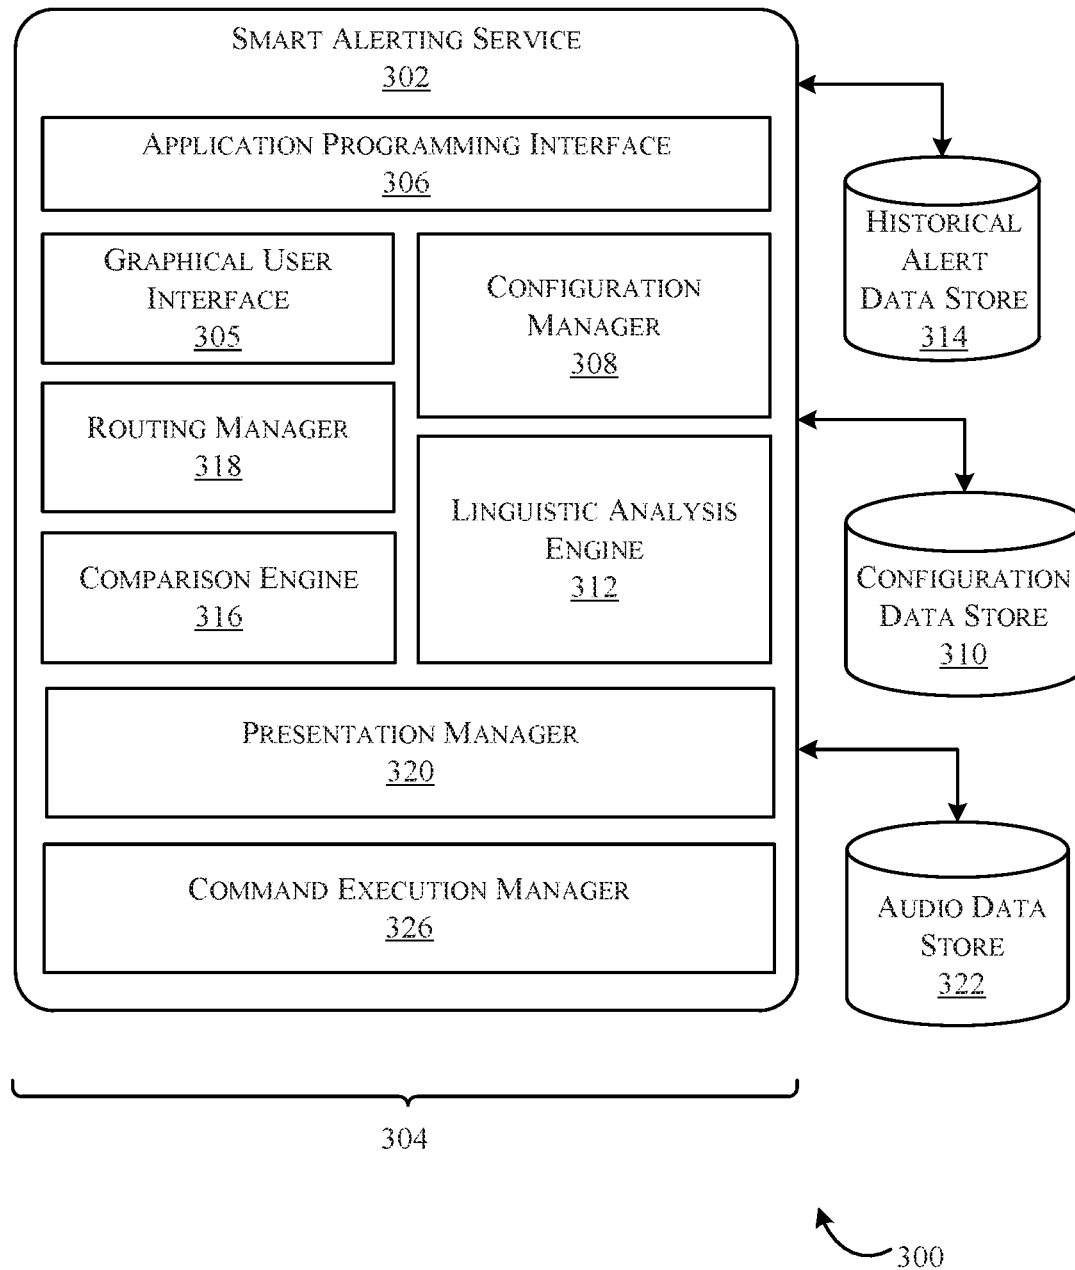 SMART ALERTING SERVICE
302
APPLICATION PROGRAMMING INTERFACE
306
GRAPHICAL USER
INTERFACE
305
CONFIGURATION
MANAGER
308
ROUTING MANAGER
318
LINGUISTIC ANALYSIS
ENGINE
312
COMPARISON ENGINE
316
PRESENTATION MANAGER
320
COMMAND EXECUTION MANAGER
326
HISTORICAL
ALERT
DATA STORE
314
CONFIGURATION
DATA STORE
310
AUDIO DATA
STORE
322
304
300